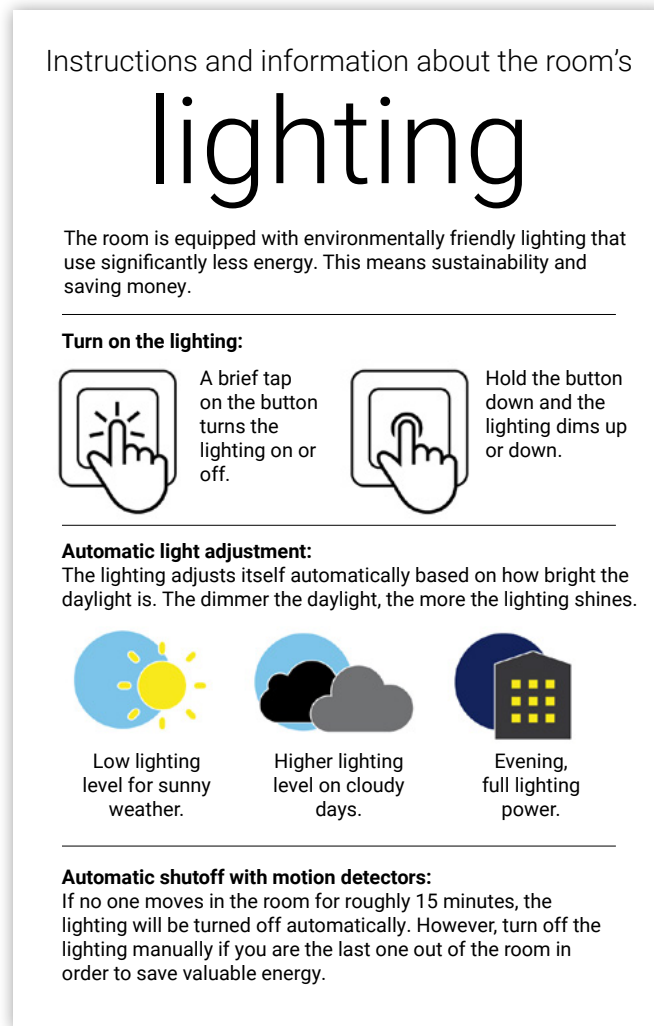 Instructions and information about the room's
lighting
The room is equipped with environmentally friendly lighting that
use significantly less energy. This means sustainability and
saving money.
Turn on the lighting:
A brief tap
on the button
turns the
lighting on or
off.
Hold the button
down and the
lighting dims up
or down.
Automatic light adjustment:
The lighting adjusts itself automatically based on how bright the
daylight is. The dimmer the daylight, the more the lighting shines.
Low lighting
level for sunny
weather.
Higher lighting
level on cloudy
days.
Evening,
full lighting
power.
Automatic shutoff with motion detectors:
If no one moves in the room for roughly 15 minutes, the
lighting will be turned off automatically. However, turn off the
lighting manually if you are the last one out of the room in
order to save valuable energy.